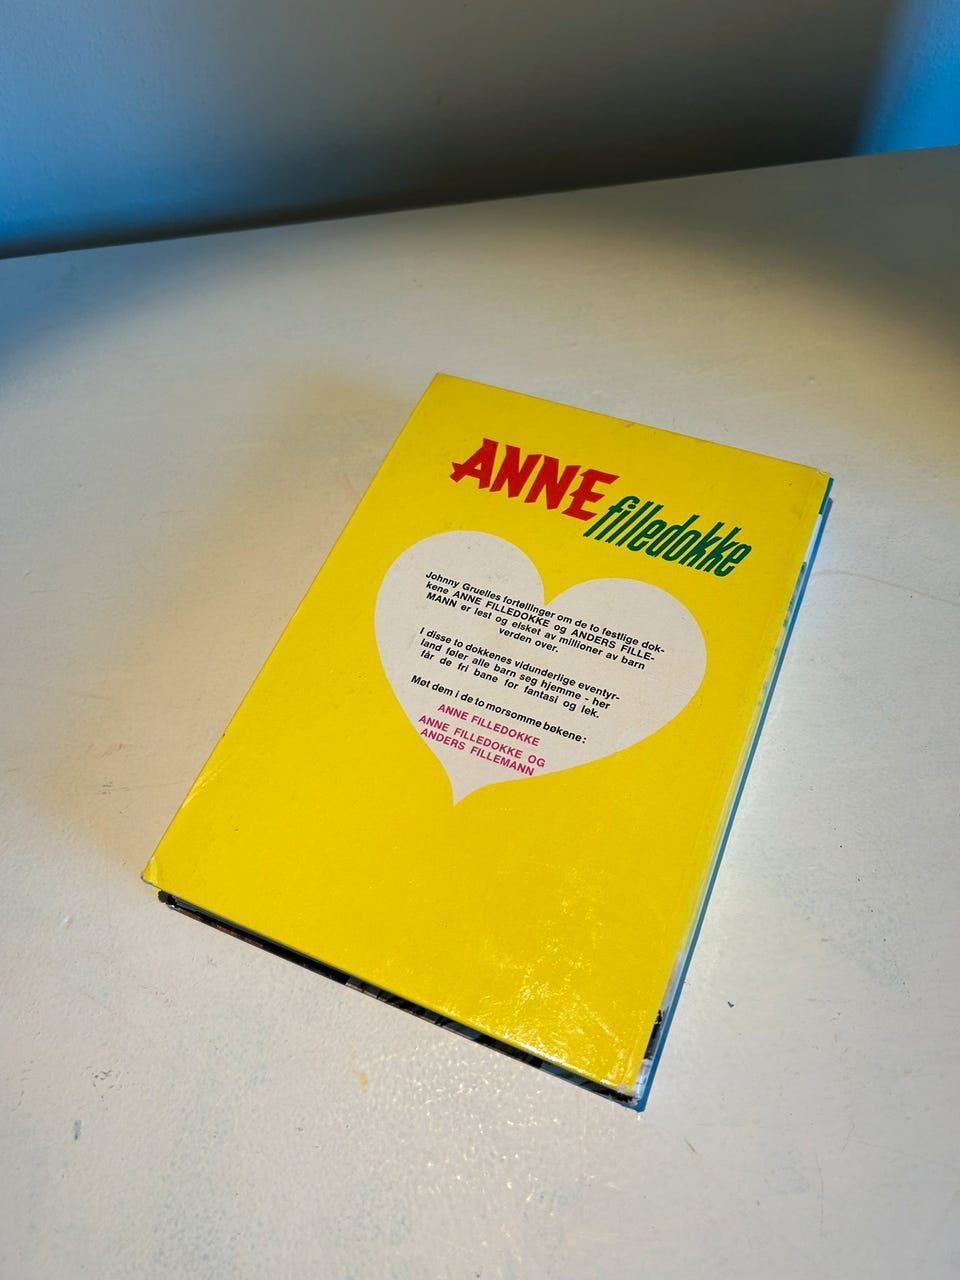 ANNE filledokke
Johnny Gruelles fortellinger om de to festlige dok-
kene ANNE FILLEDOKKE og ANDERS FILLE-
MANN er lest og elsket av millioner av barn
verden over.
I disse to dokkenes vidunderlige eventyr-
land føler alle barn seg hjemme - her
får de fri bane for fantasi og lek.
Møt dem i de to morsomme bøkene:
ANNE FILLEDOKKE
ANNE FILLEDOKKE OG
ANDERS FILLEMANN